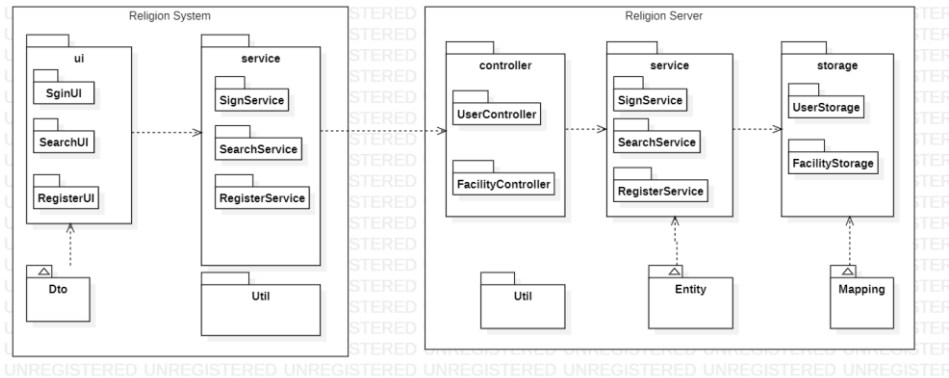 Religion System
ui
SginUI
SearchUI
RegisterUI
Dto
service
SignService
SearchService
RegisterService
Util
Religion Server
controller
UserController
FacilityController
Util
service
SignService
SearchService
RegisterService
Entity
storage
UserStorage
FacilityStorage
Mapping
UNREGISTERED UNREGISTERED UNREGISTERED UNREGISTERED UNREGISTERED UNREGISTERED UNREGISTERED